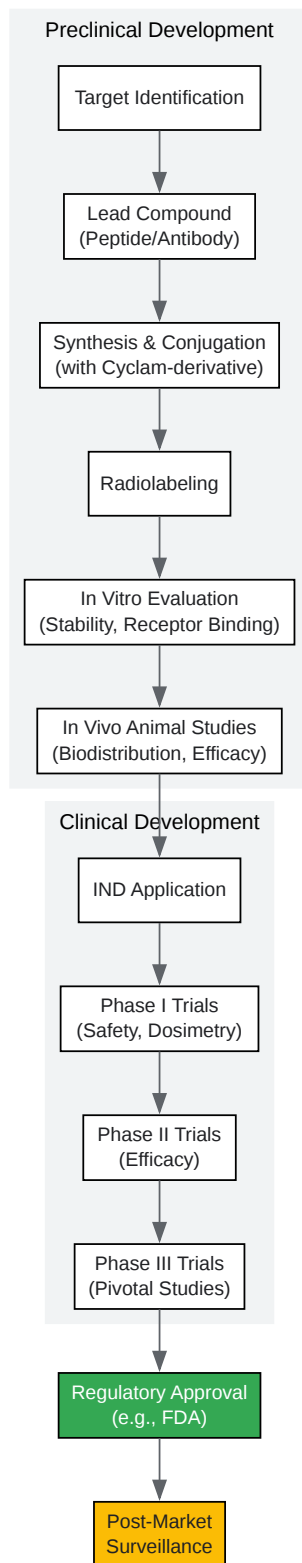 Preclinical Development
Target Identification
Lead Compound
(Peptide/Antibody)
Synthesis & Conjugation
(with Cyclam-derivative)
Radiolabeling
In Vitro Evaluation
(Stability, Receptor Binding)
In Vivo Animal Studies
(Biodistribution, Efficacy)
Clinical Development
IND Application
Phase I Trials
(Safety, Dosimetry)
Phase II Trials
(Efficacy)
Phase III Trials
(Pivotal Studies)
Regulatory Approval
(e.g., FDA)
Post-Market
Surveillance